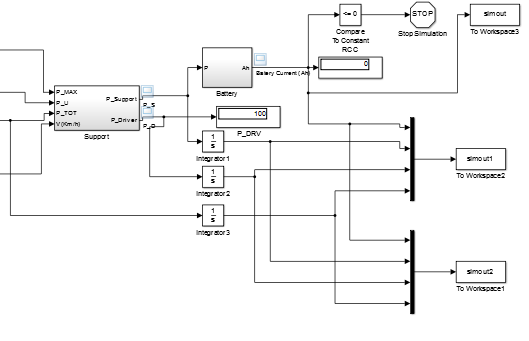 <= 0
STOP
simout
Compare
To Constant
Stop Simulation
To Workspace3
RCC
0
P
Ah
Battery Current (Ah)
Battery
P_MAX
P_U
P_TOT
V(Km/h)
P_Support
P_Driver
P_S
Support
100
P_DRV
1
s
Integrator1
1
s
Integrator2
1
s
Integrator3
simout1
To Workspace2
simout2
To Workspace1